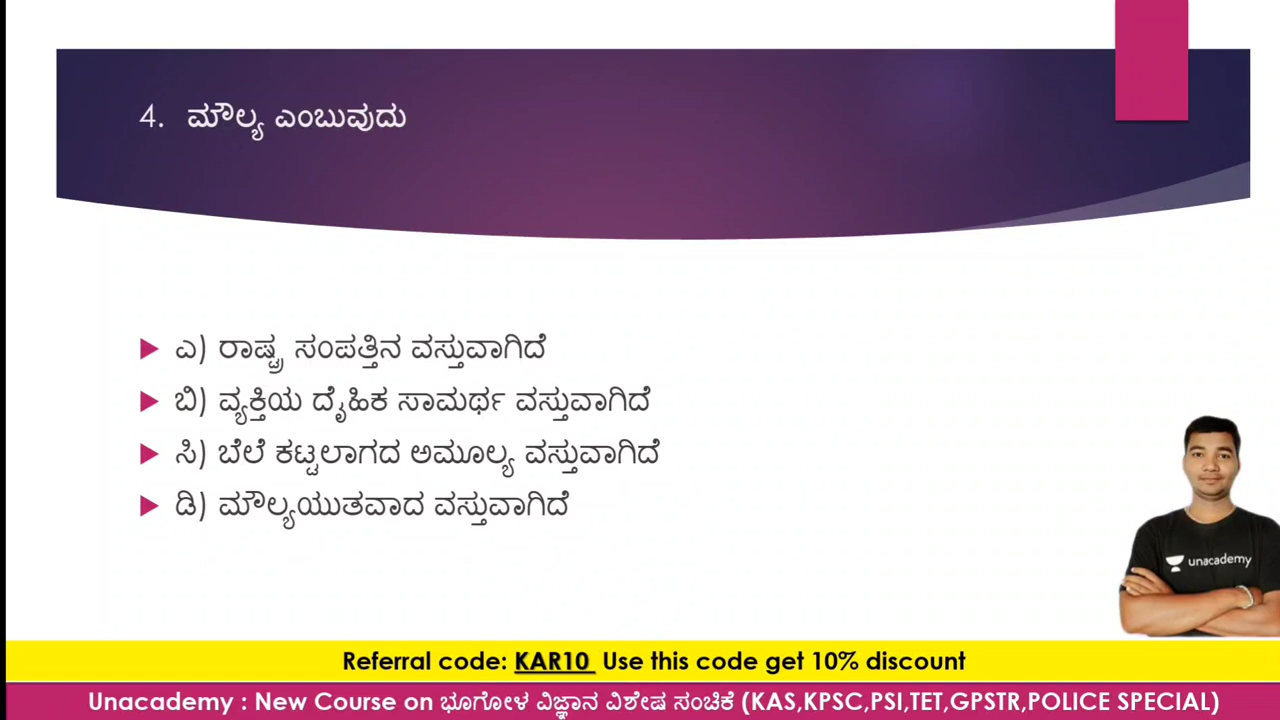 4. ಮೌಲ್ಯ ಎಂಬುವುದು
ಎ) ರಾಷ್ಟ್ರ ಸಂಪತ್ತಿನ ವಸ್ತುವಾಗಿದೆ
ಬಿ) ವ್ಯಕ್ತಿಯ ದೈಹಿಕ ಸಾಮರ್ಥ ವಸ್ತುವಾಗಿದೆ
ಸಿ) ಬೆಲೆ ಕಟ್ಟಲಾಗದ ಅಮೂಲ್ಯ ವಸ್ತುವಾಗಿದೆ
ಡಿ) ಮೌಲ್ಯಯುತವಾದ ವಸ್ತುವಾಗಿದೆ
unacademy
Referral code: KAR10 Use this code get 10% discount
Unacademy : New Course on ಭೂಗೋಳ ವಿಜ್ಞಾನ ವಿಶೇಷ ಸಂಚಿಕೆ (KAS,KPSC,PSI,TET,GPSTR,POLICE SPECIAL)